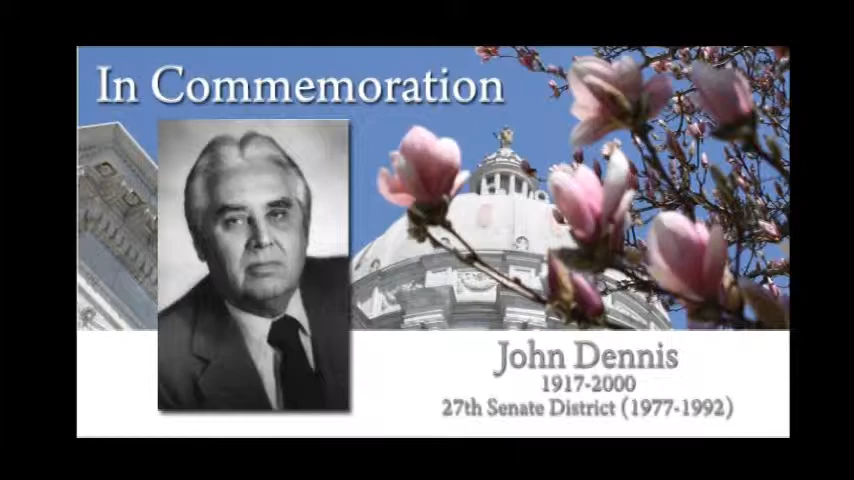 In Commemoration
John Dennis
1917-2000
27th Senate District (1977-1992)